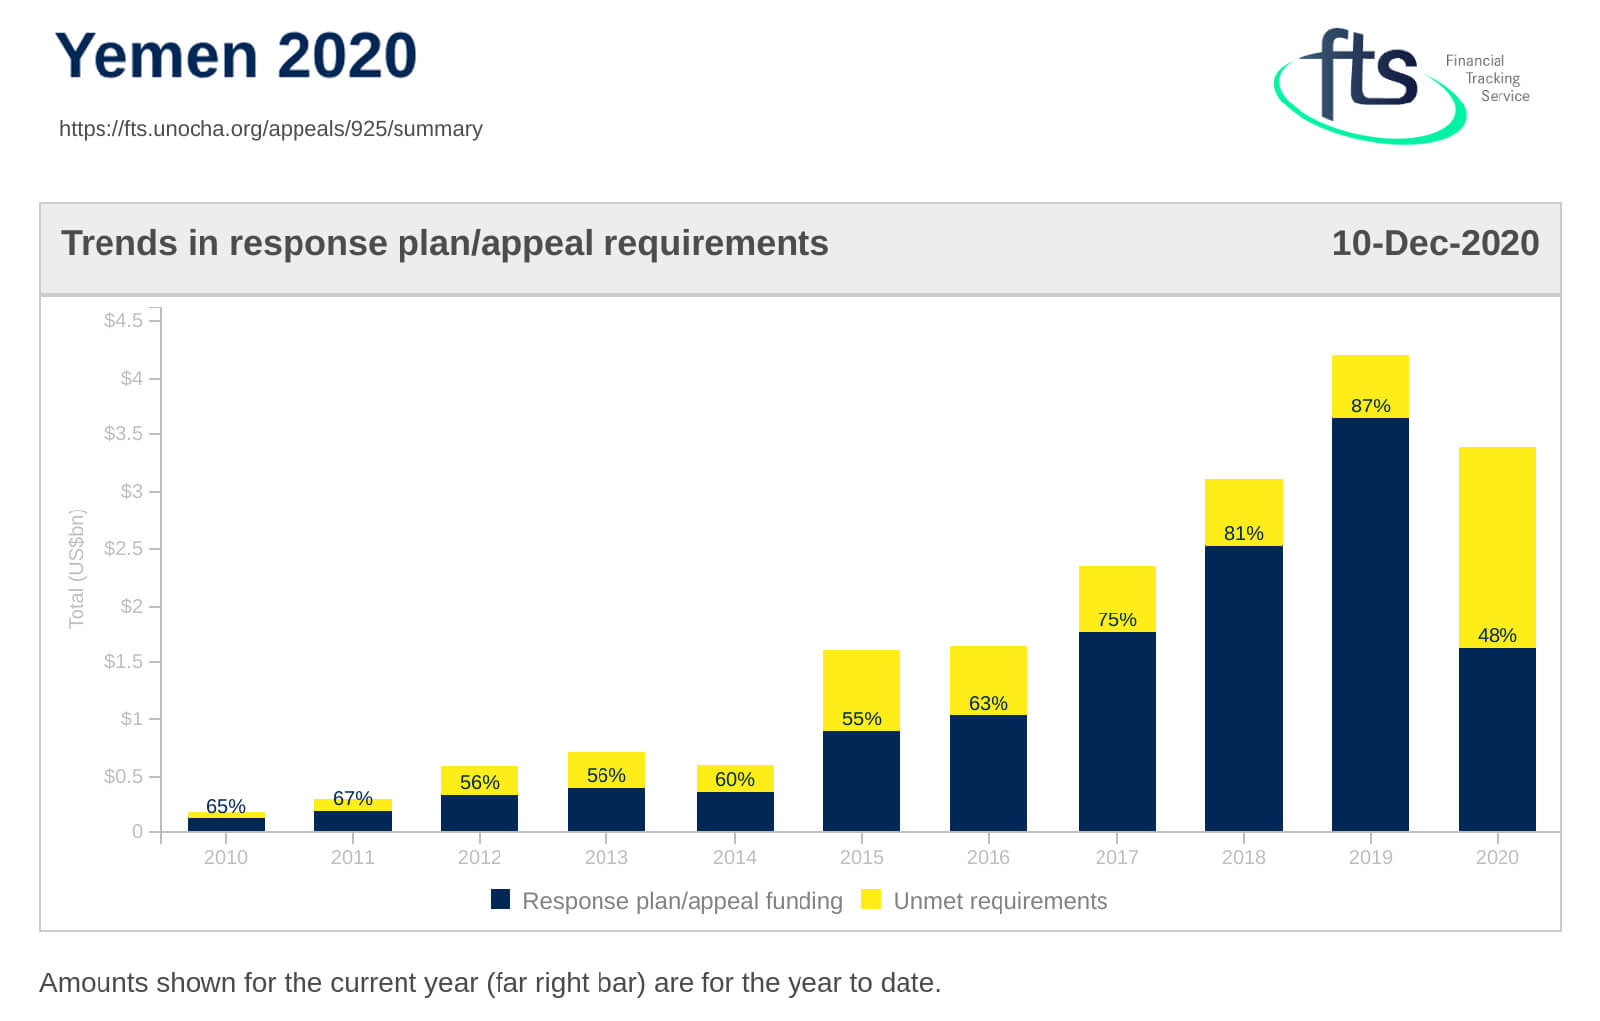 Yemen 2020
fts
Financial
Tracking
Service
https://fts.unocha.org/appeals/925/summary
Trends in response plan/appeal requirements 10-Dec-2020
Total (US$bn)
$4.5
$4
$3.5
$3
$2.5
$2
$1.5
$1
$0.5
0
65%
67%
56%
56%
60%
55%
63%
75%
81%
87%
48%
2010 2011 2012 2013 2014 2015 2016 2017 2018 2019 2020
Response plan/appeal funding Unmet requirements
Amounts shown for the current year (far right bar) are for the year to date.